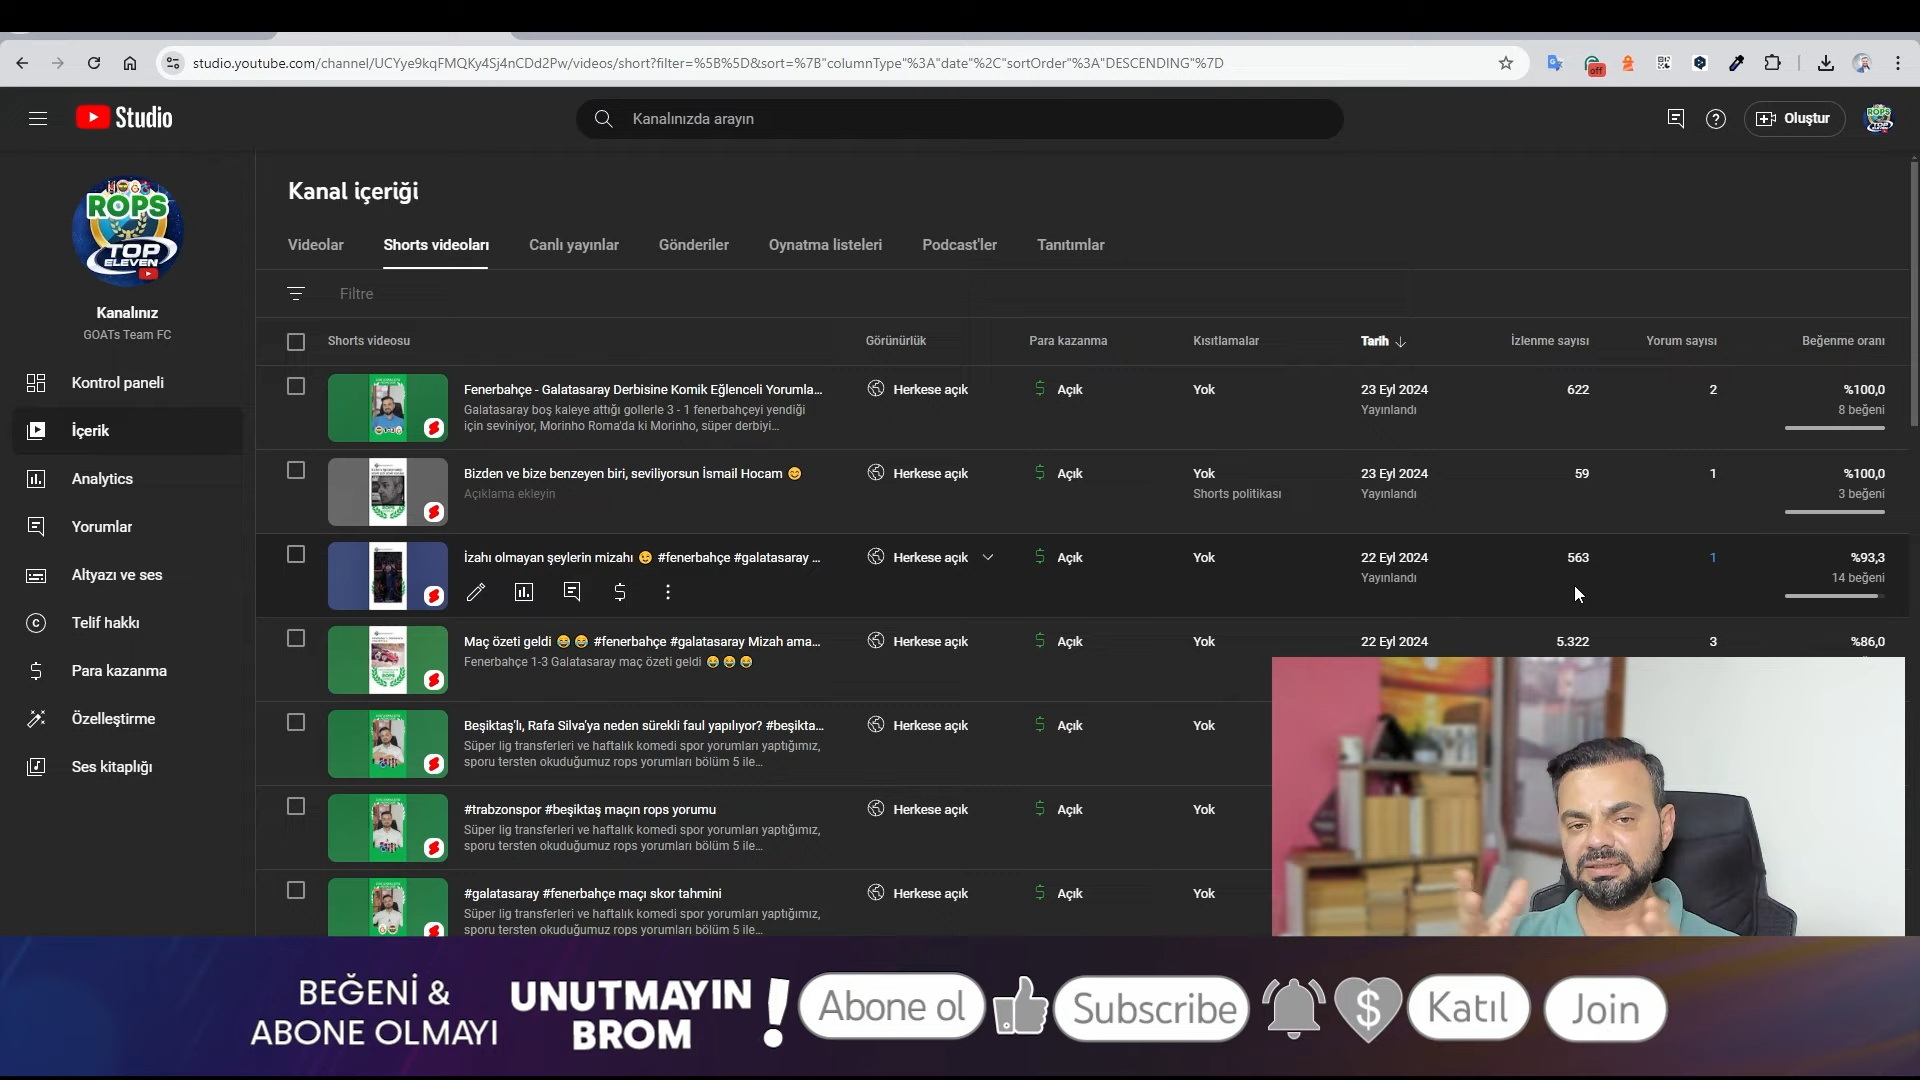 studio.youtube.com/channel/UCYye9kqFMQKy4Sj4nCDd2Pw/videos/short?filter=%5B%5D&sort=%7B"columnType"%3A"date"%2C"sortOrder"%3A"DESCENDING"%7D
off
Studio
Kanalınızda arayın
Oluştur
ROPS
TOP
ELEVEN
Kanalınız
GOATs Team FC
Kontrol paneli
İçerik
Analytics
Yorumlar
Altyazı ve ses
Telif hakkı
Para kazanma
Özelleştirme
Ses kitaplığı
Kanal içeriği
Videolar Shorts videoları Canlı yayınlar Gönderiler Oynatma listeleri Podcast'ler Tanıtımlar
Filtre
Shorts videosu Görünürlük Para kazanma Kısıtlamalar Tarih İzlenme sayısı Yorum sayısı Beğenme oranı
Fenerbahçe - Galatasaray Derbisine Komik Eğlenceli Yorumla... Herkese açık Açık Yok 23 Eyl 2024 622 2 %100,0
Galatasaray boş kaleye attığı gollerle 3 - 1 fenerbahçeyi yendiği Yayınlandı 8 beğeni
için seviniyor, Morinho Roma'da ki Morinho, süper derbiyi...
Bizden ve bize benzeyen biri, seviliyorsun İsmail Hocam 😊 Herkese açık Açık Yok 23 Eyl 2024 59 1 %100,0
Açıklama ekleyin Shorts politikası Yayınlandı 3 beğeni
İzahı olmayan şeylerin mizahı 😉 #fenerbahçe #galatasaray ... Herkese açık Açık Yok 22 Eyl 2024 563 1 %93,3
Yayınlandı 14 beğeni
Maç özeti geldi 😂 😂 #fenerbahçe #galatasaray Mizah ama... Herkese açık Açık Yok 22 Eyl 2024 5.322 3 %86,0
Fenerbahçe 1-3 Galatasaray maç özeti geldi 😂 😂 😂
Beşiktaş'lı, Rafa Silva'ya neden sürekli faul yapılıyor? #beşikta... Herkese açık Açık Yok
Süper lig transferleri ve haftalık komedi spor yorumları yaptığımız,
sporu tersten okuduğumuz rops yorumları bölüm 5 ile...
#trabzonspor #beşiktaş maçın rops yorumu Herkese açık Açık Yok
Süper lig transferleri ve haftalık komedi spor yorumları yaptığımız,
sporu tersten okuduğumuz rops yorumları bölüm 5 ile...
#galatasaray #fenerbahçe maçı skor tahmini Herkese açık Açık Yok
Süper lig transferleri ve haftalık komedi spor yorumları yaptığımız,
sporu tersten okuduğumuz rops yorumları bölüm 5 ile...
BEĞENİ &
ABONE OLMAYI
UNUTMAYIN
BROM !
Abone ol Subscribe $ Katıl Join